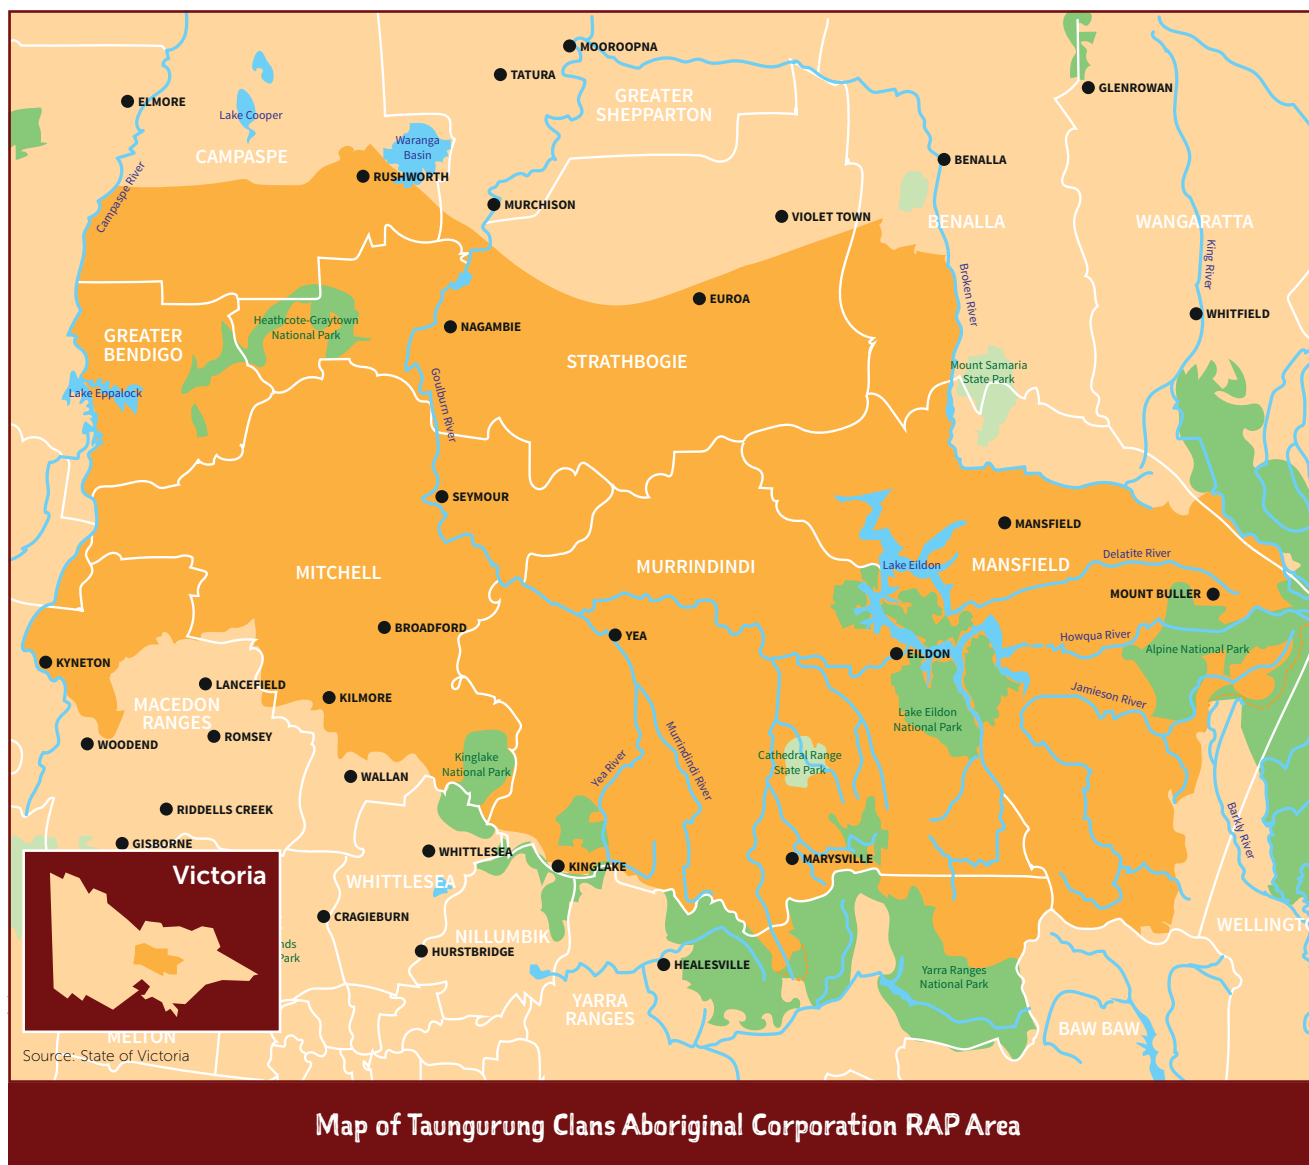 MOOROOPNA
TATURA
GREATER
SHEPPARTON
GLENROWAN
ELMORE
Lake Cooper
CAMPASPE
Waranga
Basin
BENALLA
RUSHWORTH
Campaspe River
MURCHISON
VIOLET TOWN
BENALLA
WANGARATTA
King River
Broken River
EUROA
WHITFIELD
Heathcote-Graytown
National Park
NAGAMBIE
GREATER
BENDIGO
STRATHBOGIE
Mount Samaria
State Park
Lake Eppalock
Goulburn River
SEYMOUR
MANSFIELD
Delatite River
Lake Eildon
MANSFIELD
MURRINDINDI
MITCHELL
MOUNT BULLER
BROADFORD
YEA
Howqua River
Alpine National Park
EILDON
KYNETON
LANCEFIELD
KILMORE
Jamieson River
MACEDON
RANGES
Lake Eildon
National Park
ROMSEY
WOODEND
Murrindindi River
Cathedral Range
State Park
Kinglake
National Park
Yea River
WALLAN
RIDDELLS CREEK
Barkly River
GISBORNE
WHITTLESEA
KINGLAKE
MARYSVILLE
Victoria
WHITTLESEA
CRAGIEBURN
WELLINGTO
NILLUMBIK
HURSTBRIDGE
nds
Park
HEALESVILLE
Yarra Ranges
National Park
YARRA
RANGES
BAW BAW
MELTON
Source: State of Victoria
Map of Taungurung Clans Aboriginal Corporation RAP Area